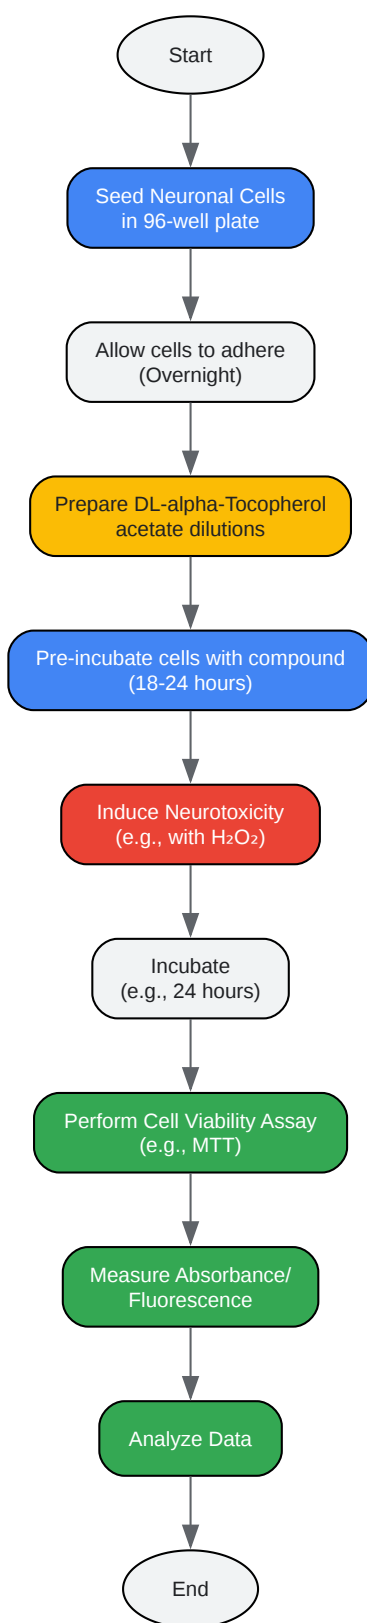 Start
Seed Neuronal Cells
in 96-well plate
Allow cells to adhere
(Overnight)
Prepare DL-alpha-Tocopherol
acetate dilutions
Pre-incubate cells with compound
(18-24 hours)
Induce Neurotoxicity
(e.g., with H₂O₂)
Incubate
(e.g., 24 hours)
Perform Cell Viability Assay
(e.g., MTT)
Measure Absorbance/
Fluorescence
Analyze Data
End